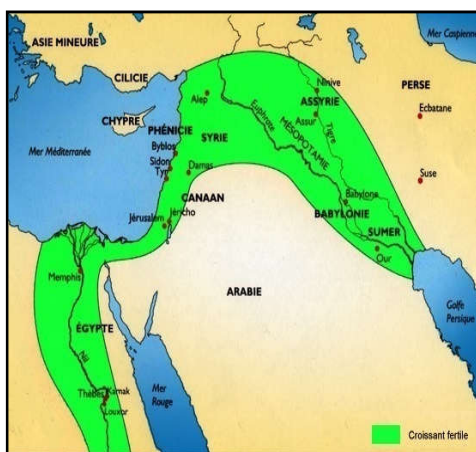 ASIE MINEURE
Mer Caspienne
CILICIE
Ninive
PERSE
Alep
ASSYRIE
Ecbatane
CHYPRE
Assur
Euphrate
MÉSOPOTAMIE
Tigre
PHÉNICIE
SYRIE
Byblos
Mer Méditerranée
Sidon
Damas
Tyr
Suse
CANAAN
Babylone
Jéricho
BABYLONIE
Jérusalem
SUMER
Our
Memphis
ARABIE
Golfe
Persique
ÉGYPTE
Nil
Mer
Rouge
Thèbes
Karnak
Louxor
Croissant fertile